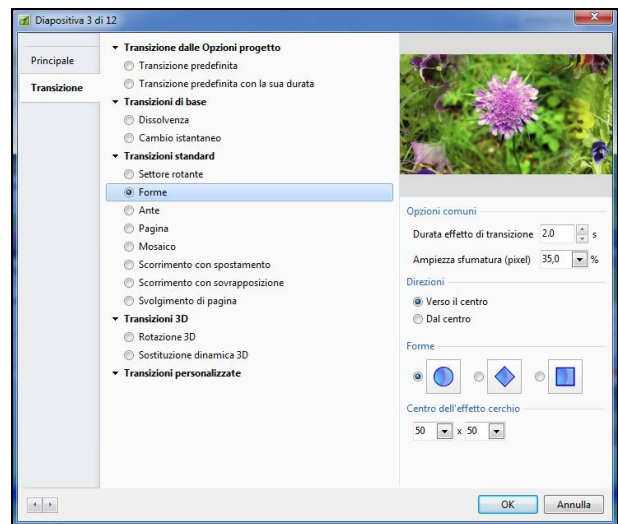 Diapositiva 3 di 12
Principale
Transizione
Transizione dalle Opzioni progetto
Transizione predefinita
Transizione predefinita con la sua durata
Transizioni di base
Dissolvenza
Cambio istantaneo
Transizioni standard
Settore rotante
Forme
Ante
Pagina
Mosaico
Scorrimento con spostamento
Scorrimento con sovrapposizione
Svolgimento di pagina
Transizioni 3D
Rotazione 3D
Sostituzione dinamica 3D
Transizioni personalizzate
Opzioni comuni
Durata effetto di transizione 2.0 s
Ampiezza sfumatura (pixel) 35,0 %
Direzioni
Verso il centro
Dal centro
Forme
Centro dell'effetto cerchio
50 x 50
OK Annulla